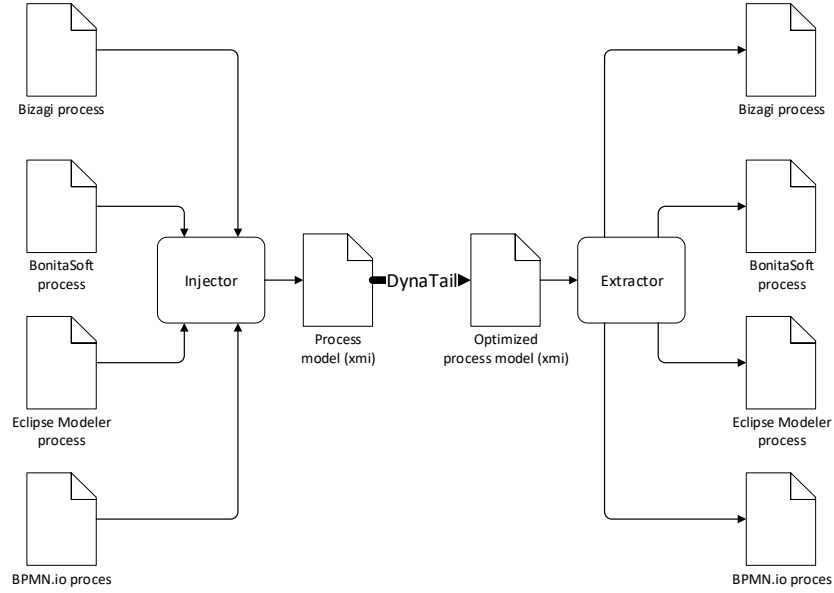 Bizagi process
Bizagi process
BonitaSoft
process
BonitaSoft
process
Injector
DynaTail
Extractor
Process
model (xmi)
Optimized
process model (xmi)
Eclipse Modeler
process
Eclipse Modeler
process
BPMN.io proces
BPMN.io proces